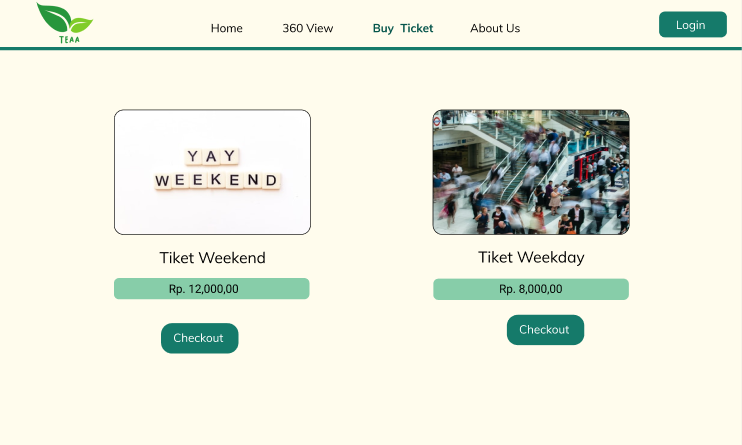 TEAA
Home
360 View
Buy Ticket
About Us
Login
YAY
WEEKEND
Tiket Weekend
Rp. 12,000,00
Checkout
Tiket Weekday
Rp. 8,000,00
Checkout